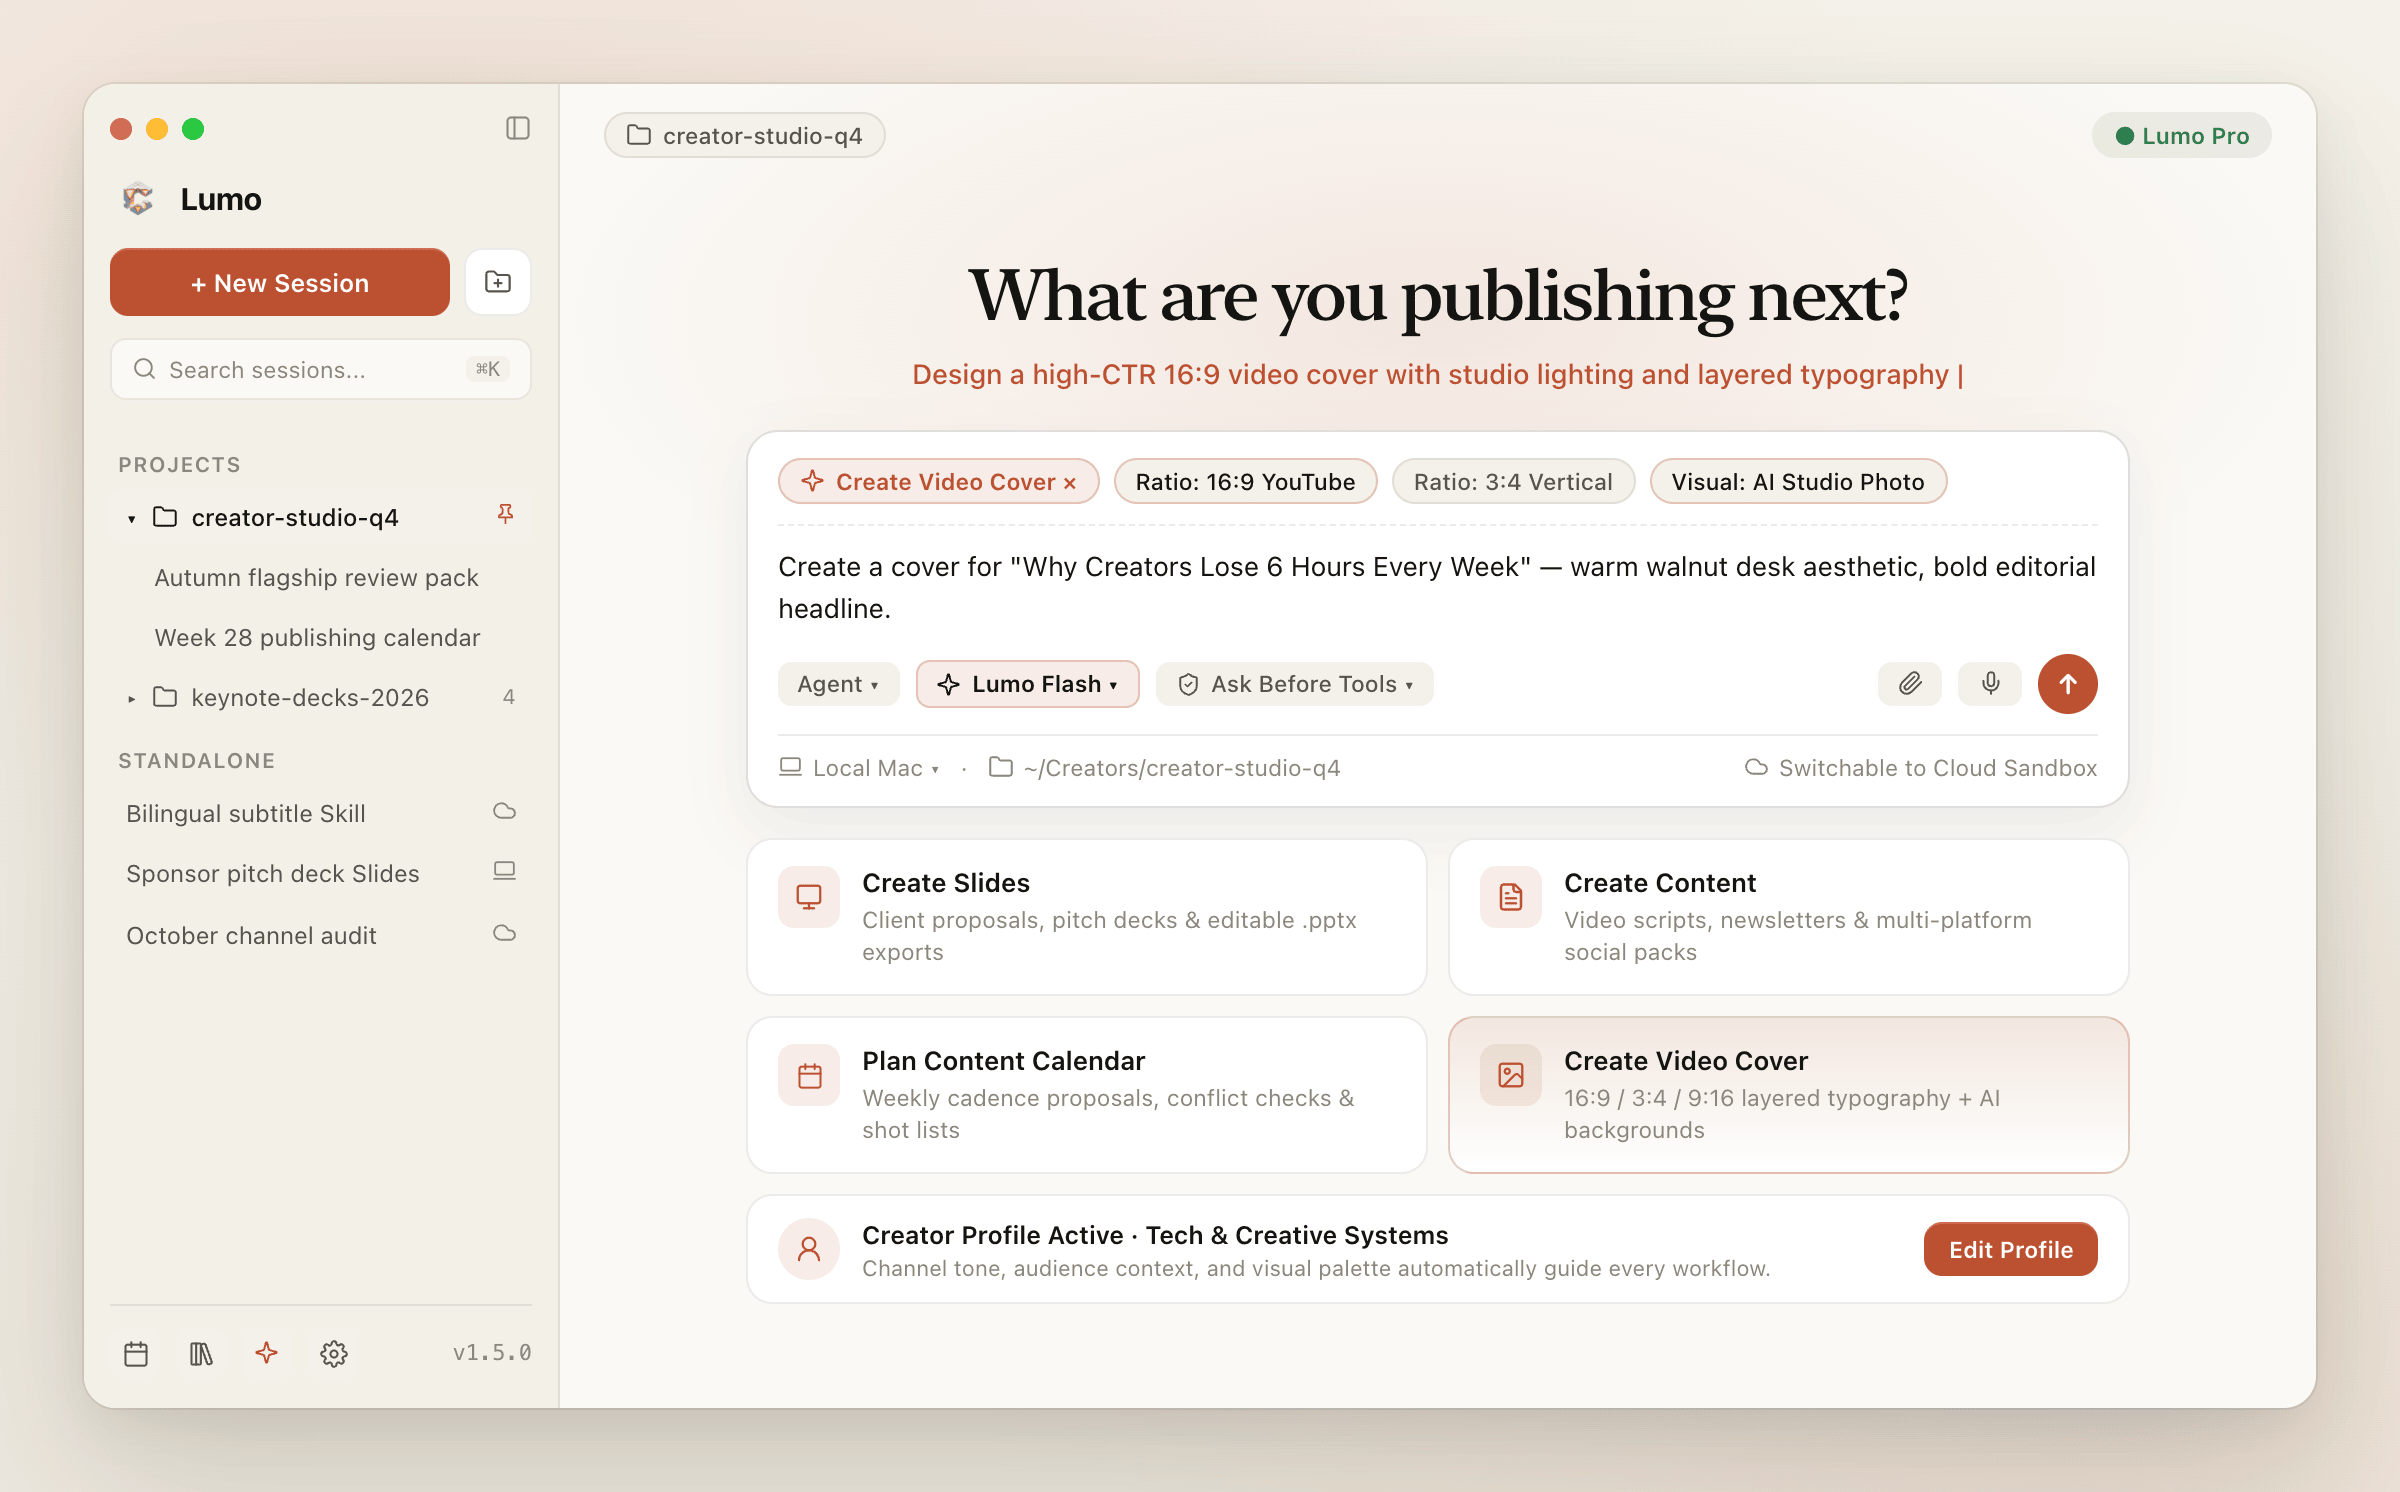 Lumo
+ New Session
Search sessions...
⌘K
PROJECTS
creator-studio-q4
Autumn flagship review pack
Week 28 publishing calendar
keynote-decks-2026
4
STANDALONE
Bilingual subtitle Skill
Sponsor pitch deck Slides
October channel audit
v1.5.0
creator-studio-q4
Lumo Pro
What are you publishing next?
Design a high-CTR 16:9 video cover with studio lighting and layered typography |
Create Video Cover ×
Ratio: 16:9 YouTube
Ratio: 3:4 Vertical
Visual: AI Studio Photo
Create a cover for "Why Creators Lose 6 Hours Every Week" — warm walnut desk aesthetic, bold editorial
headline.
Agent ▾
Lumo Flash ▾
Ask Before Tools ▾
Local Mac ▾ · ~/Creators/creator-studio-q4
Switchable to Cloud Sandbox
Create Slides
Client proposals, pitch decks & editable .pptx
exports
Create Content
Video scripts, newsletters & multi-platform
social packs
Plan Content Calendar
Weekly cadence proposals, conflict checks &
shot lists
Create Video Cover
16:9 / 3:4 / 9:16 layered typography + AI
backgrounds
Creator Profile Active · Tech & Creative Systems
Channel tone, audience context, and visual palette automatically guide every workflow.
Edit Profile